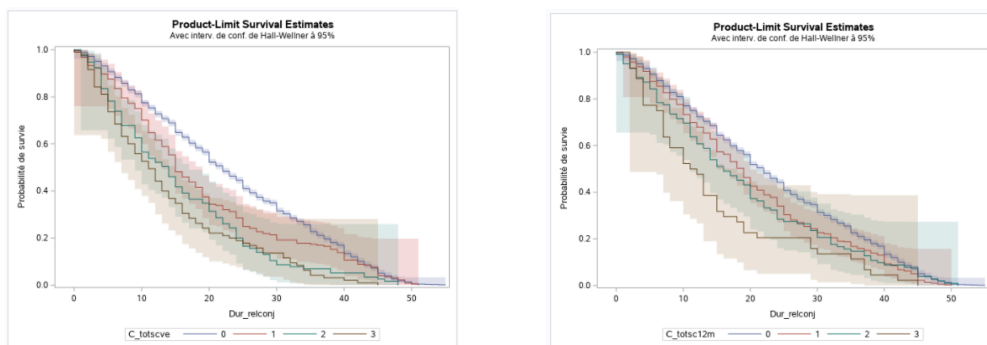 Product-Limit Survival Estimates
Avec interv. de conf. de Hall-Wellner à 95%
1.0
0.8
0.6
0.4
0.2
0.0
Probabilité de survie
0 10 20 30 40 50
Dur_relconj
C_totscve 0 1 2 3
Product-Limit Survival Estimates
Avec interv. de conf. de Hall-Wellner à 95%
1.0
0.8
0.6
0.4
0.2
0.0
Probabilité de survie
0 10 20 30 40 50
Dur_relconj
C_totsc12m 0 1 2 3